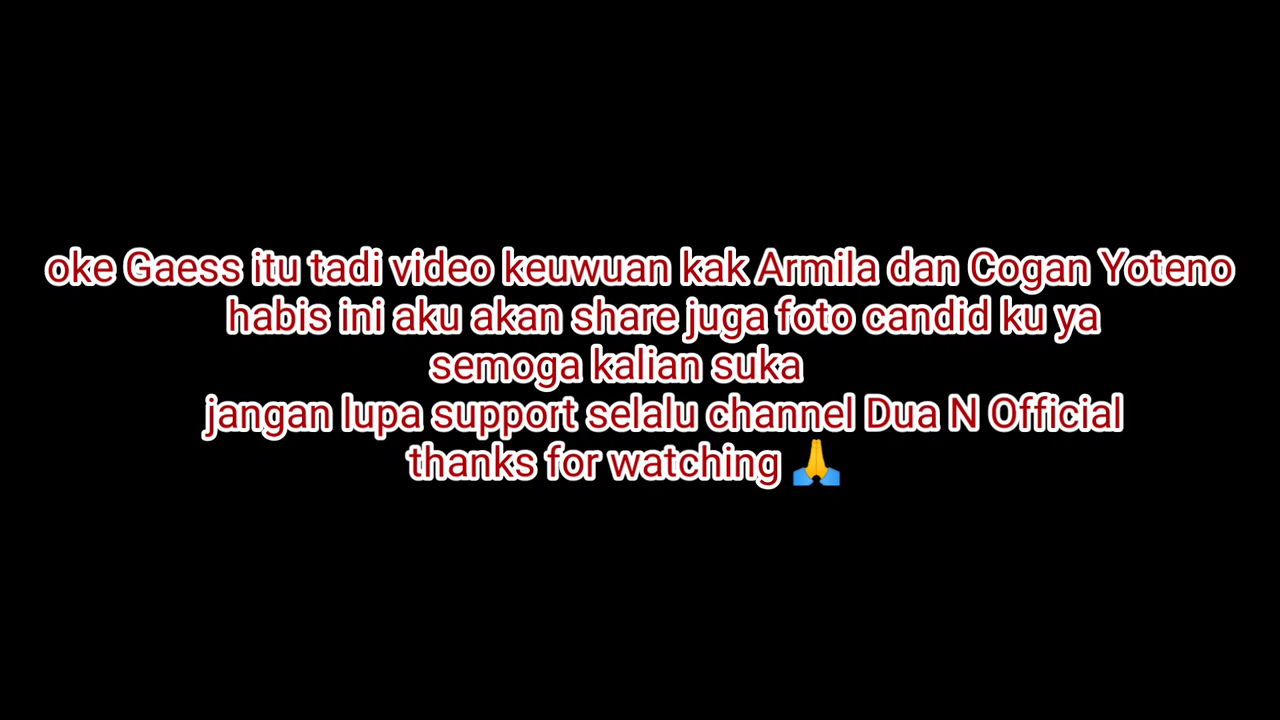 oke Gaess itu tadi video keuwuan kak Armila dan Cogan Yoteno
habis ini aku akan share juga foto candid ku ya
semoga kalian suka
jangan lupa support selalu channel Dua N Official
thanks for watching 🙏